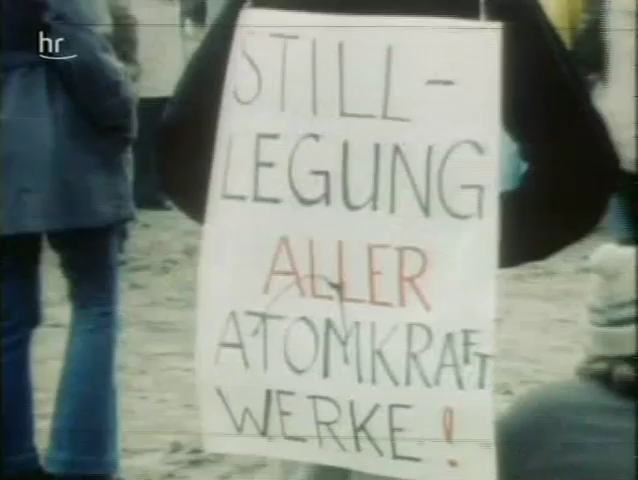 hr
STILL-
LEGUNG
ALLER
ATOMKRAFT
WERKE!